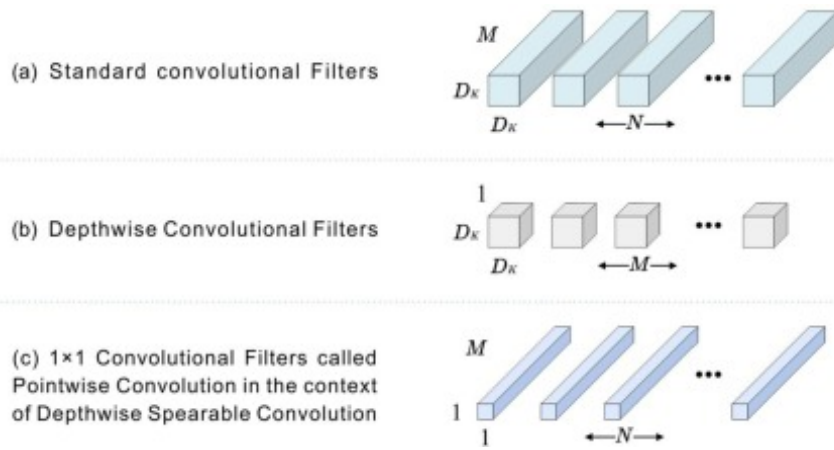 M
(a) Standard convolutional Filters
D_K
D_K
N
1
(b) Depthwise Convolutional Filters
D_K
D_K
M
(c) 1×1 Convolutional Filters called
M
Pointwise Convolution in the context
of Depthwise Spearable Convolution
1
1
N